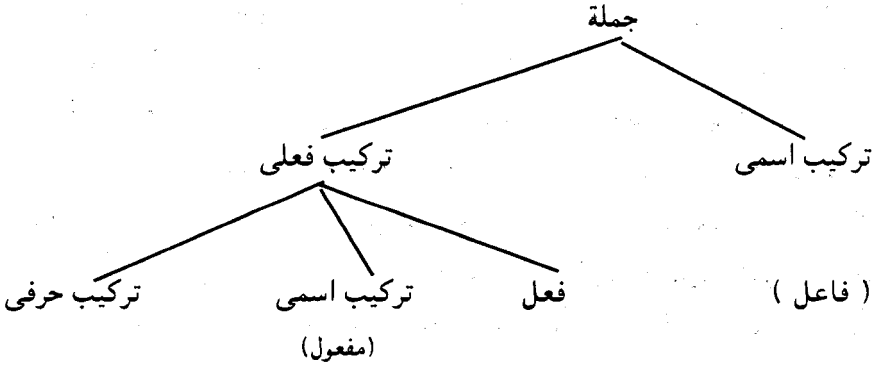 جملة
تركيب اسمى تركيب فعلى
( فاعل ) فعل تركيب اسمى تركيب حرفى
(مفعول)